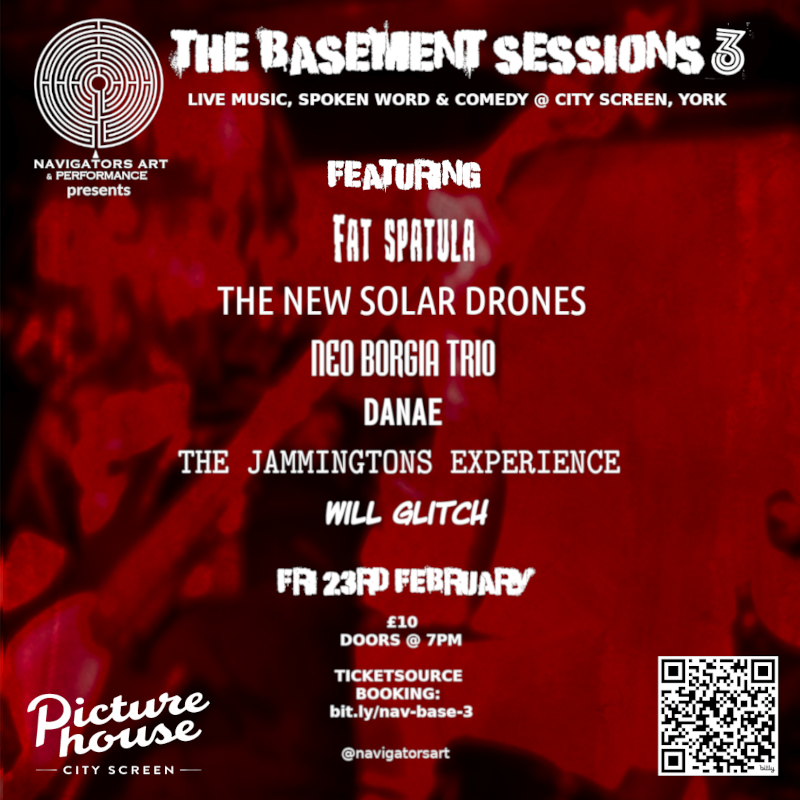 THE BASEMENT SESSIONS 3
LIVE MUSIC, SPOKEN WORD & COMEDY @ CITY SCREEN, YORK
NAVIGATORS ART
& PERFORMANCE
presents
FEATURING
FAT SPATULA
THE NEW SOLAR DRONES
NEO BORGIA TRIO
DANAE
THE JAMMINGTONS EXPERIENCE
WILL GLITCH
FRI 23RD FEBRUARY
£10
DOORS @ 7PM
TICKETSOURCE
BOOKING:
bit.ly/nav-base-3
@navigatorsart
Picture
house
CITY SCREEN
bitly